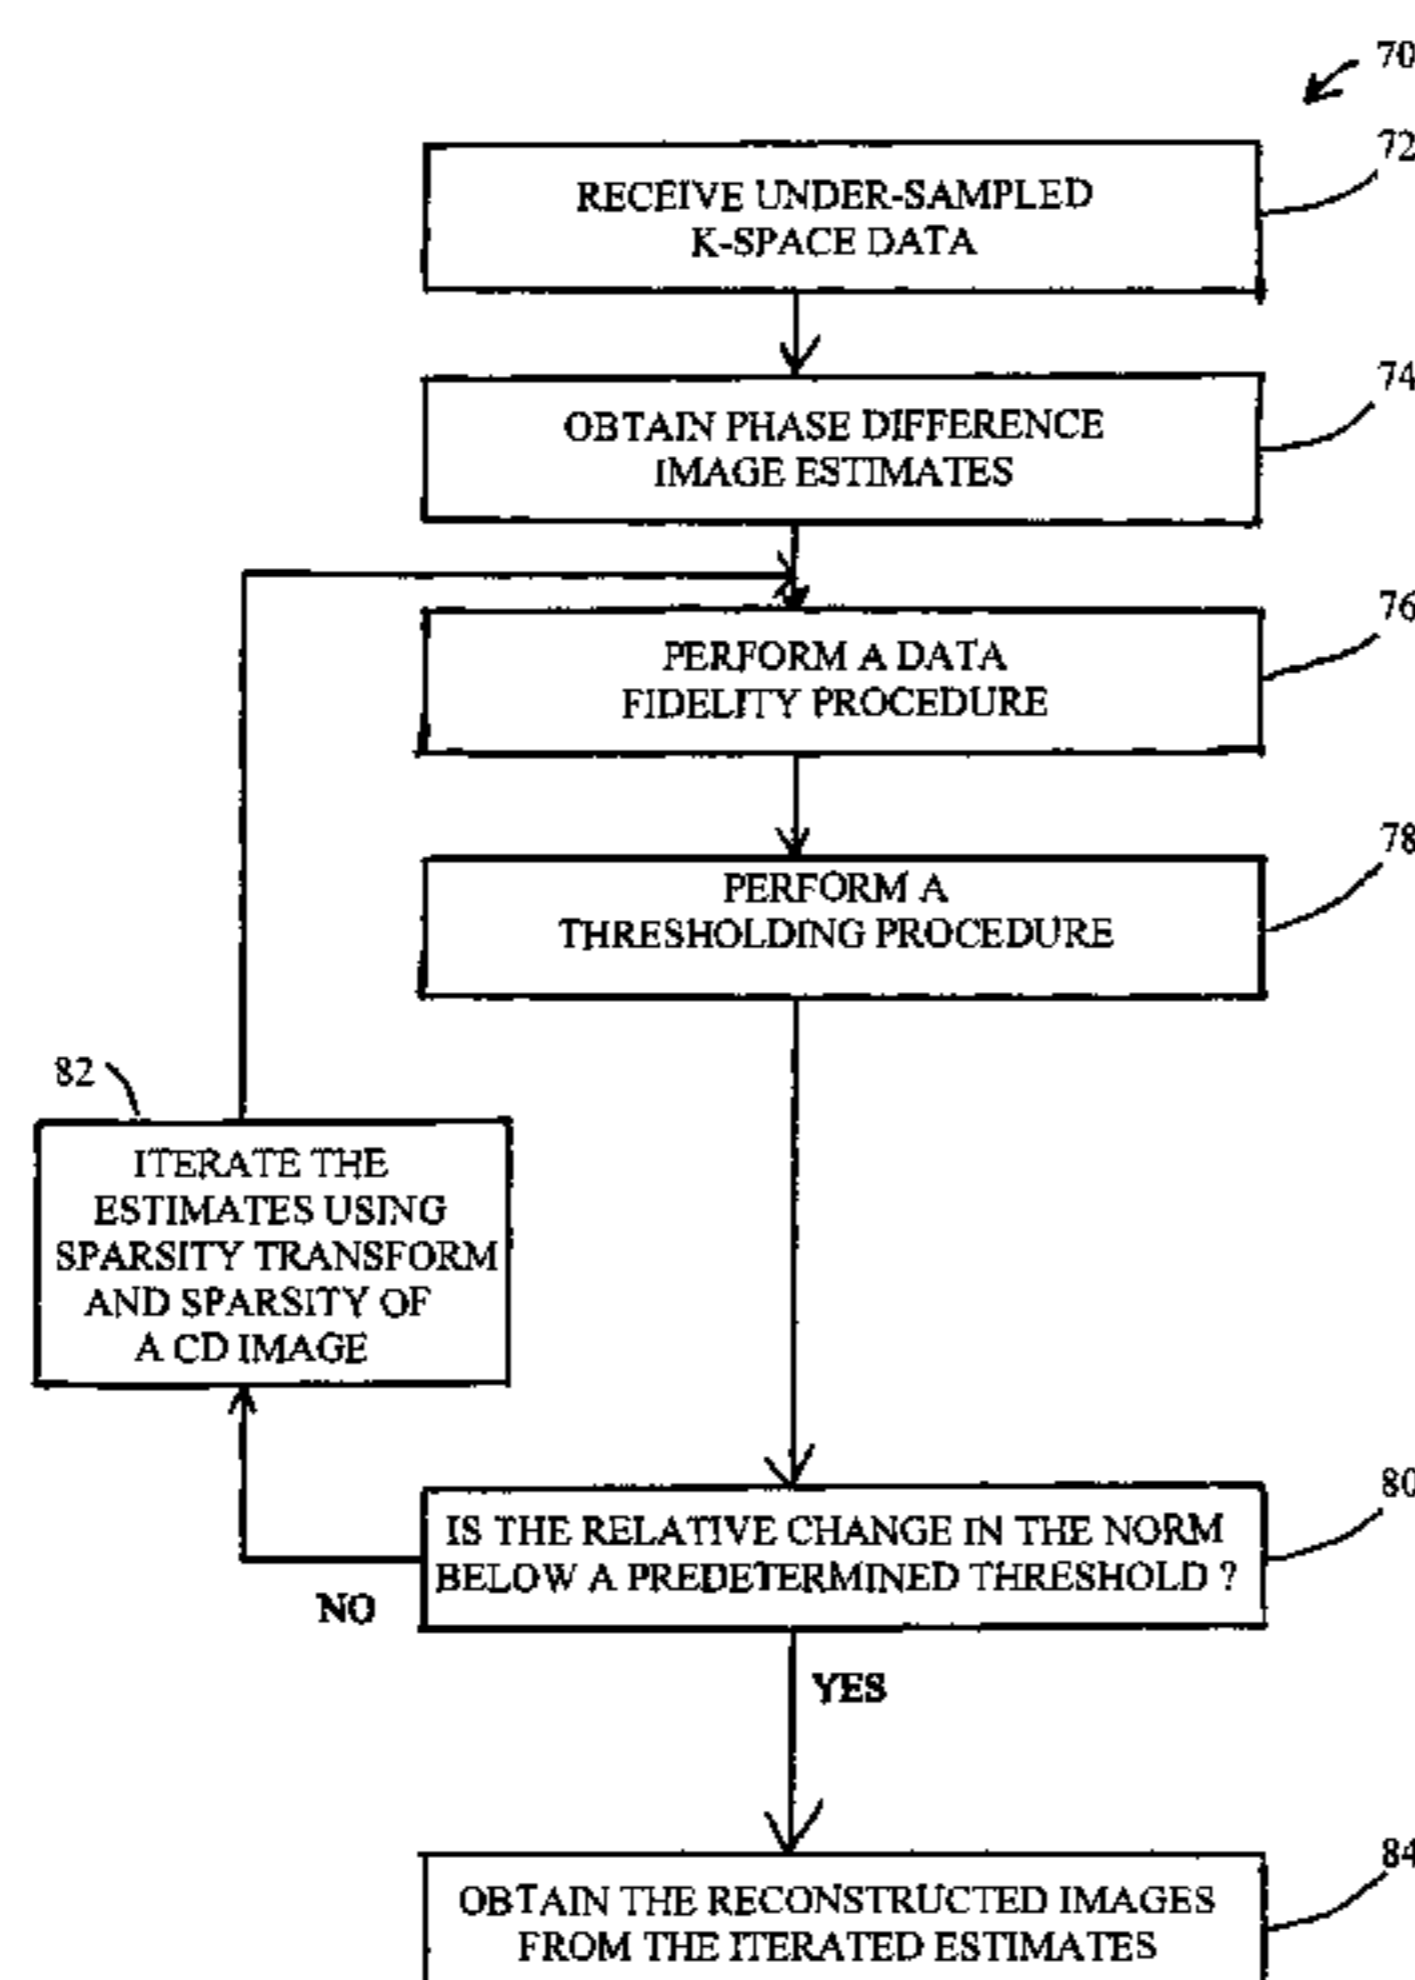 70
72
RECEIVE UNDER-SAMPLED
K-SPACE DATA
74
OBTAIN PHASE DIFFERENCE
IMAGE ESTIMATES
76
PERFORM A DATA
FIDELITY PROCEDURE
78
PERFORM A
THRESHOLDING PROCEDURE
82
ITERATE THE
ESTIMATES USING
SPARSITY TRANSFORM
AND SPARSITY OF
A CD IMAGE
80
IS THE RELATIVE CHANGE IN THE NORM
BELOW A PREDETERMINED THRESHOLD ?
NO
YES
84
OBTAIN THE RECONSTRUCTED IMAGES
FROM THE ITERATED ESTIMATES